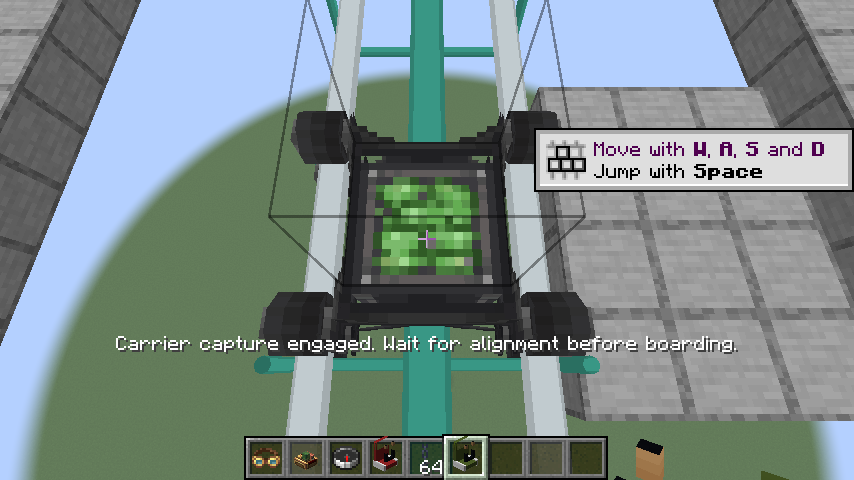 Move with W, A, S and D
Jump with Space
Carrier capture engaged. Wait for alignment before boarding.
64